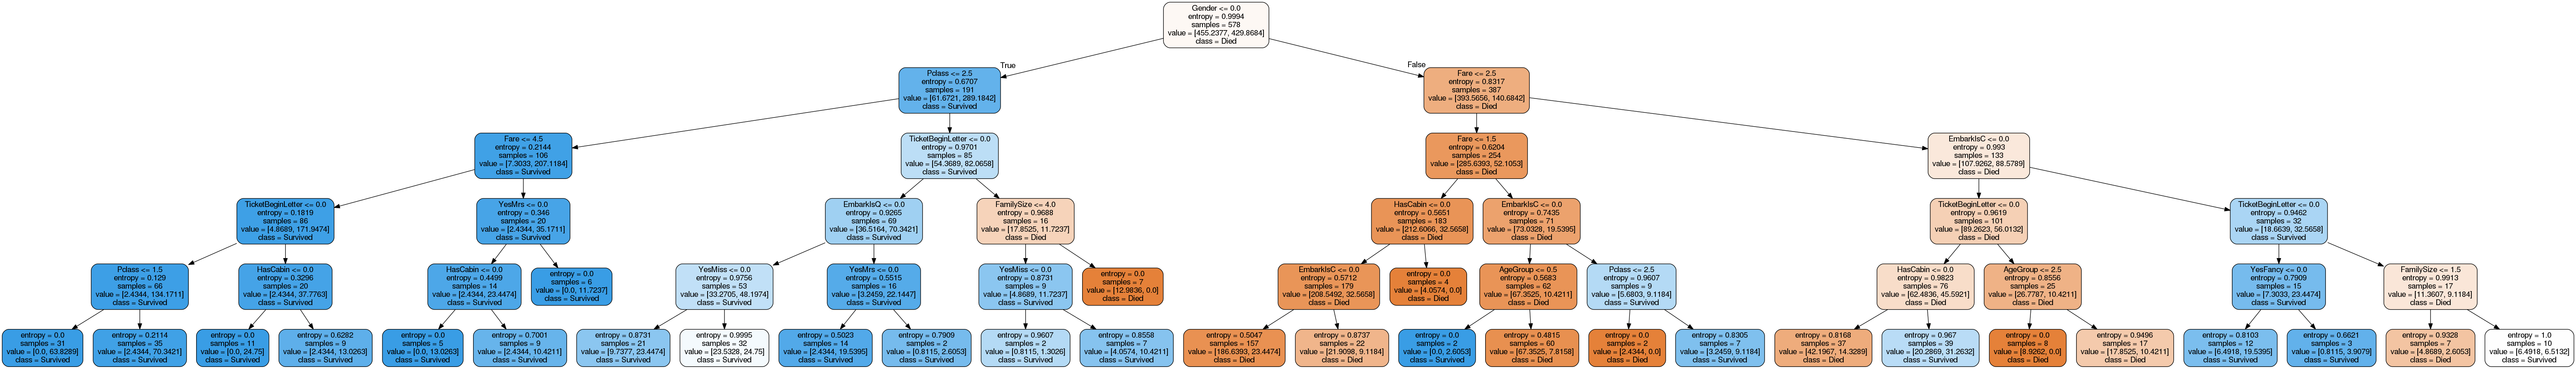 Gender <= 0.0
entropy = 0.9994
samples = 578
value = [455.2377, 429.8684]
class = Died
True
False
Pclass <= 2.5
entropy = 0.6707
samples = 191
value = [61.6721, 289.1842]
class = Survived
Fare <= 2.5
entropy = 0.8317
samples = 387
value = [393.5656, 140.6842]
class = Died
Fare <= 4.5
entropy = 0.2144
samples = 106
value = [7.3033, 207.1184]
class = Survived
TicketBeginLetter <= 0.0
entropy = 0.9701
samples = 85
value = [54.3689, 82.0658]
class = Survived
Fare <= 1.5
entropy = 0.6204
samples = 254
value = [285.6393, 52.1053]
class = Died
EmbarkIsC <= 0.0
entropy = 0.993
samples = 133
value = [107.9262, 88.5789]
class = Died
TicketBeginLetter <= 0.0
entropy = 0.1819
samples = 86
value = [4.8689, 171.9474]
class = Survived
YesMrs <= 0.0
entropy = 0.346
samples = 20
value = [2.4344, 35.1711]
class = Survived
EmbarkIsQ <= 0.0
entropy = 0.9265
samples = 69
value = [36.5164, 70.3421]
class = Survived
FamilySize <= 4.0
entropy = 0.9688
samples = 16
value = [17.8525, 11.7237]
class = Died
HasCabin <= 0.0
entropy = 0.5651
samples = 183
value = [212.6066, 32.5658]
class = Died
EmbarkIsC <= 0.0
entropy = 0.7435
samples = 71
value = [73.0328, 19.5395]
class = Died
TicketBeginLetter <= 0.0
entropy = 0.9619
samples = 101
value = [89.2623, 56.0132]
class = Died
TicketBeginLetter <= 0.0
entropy = 0.9462
samples = 32
value = [18.6639, 32.5658]
class = Survived
Pclass <= 1.5
entropy = 0.129
samples = 66
value = [2.4344, 134.1711]
class = Survived
HasCabin <= 0.0
entropy = 0.3296
samples = 20
value = [2.4344, 37.7763]
class = Survived
HasCabin <= 0.0
entropy = 0.4499
samples = 14
value = [2.4344, 23.4474]
class = Survived
entropy = 0.0
samples = 6
value = [0.0, 11.7237]
class = Survived
YesMiss <= 0.0
entropy = 0.9756
samples = 53
value = [33.2705, 48.1974]
class = Survived
YesMrs <= 0.0
entropy = 0.5515
samples = 16
value = [3.2459, 22.1447]
class = Survived
YesMiss <= 0.0
entropy = 0.8731
samples = 9
value = [4.8689, 11.7237]
class = Survived
entropy = 0.0
samples = 7
value = [12.9836, 0.0]
class = Died
EmbarkIsC <= 0.0
entropy = 0.5712
samples = 179
value = [208.5492, 32.5658]
class = Died
entropy = 0.0
samples = 4
value = [4.0574, 0.0]
class = Died
AgeGroup <= 0.5
entropy = 0.5683
samples = 62
value = [67.3525, 10.4211]
class = Died
Pclass <= 2.5
entropy = 0.9607
samples = 9
value = [5.6803, 9.1184]
class = Survived
HasCabin <= 0.0
entropy = 0.9823
samples = 76
value = [62.4836, 45.5921]
class = Died
AgeGroup <= 2.5
entropy = 0.8556
samples = 25
value = [26.7787, 10.4211]
class = Died
YesFancy <= 0.0
entropy = 0.7909
samples = 15
value = [7.3033, 23.4474]
class = Survived
FamilySize <= 1.5
entropy = 0.9913
samples = 17
value = [11.3607, 9.1184]
class = Died
entropy = 0.0
samples = 31
value = [0.0, 63.8289]
class = Survived
entropy = 0.2114
samples = 35
value = [2.4344, 70.3421]
class = Survived
entropy = 0.0
samples = 11
value = [0.0, 24.75]
class = Survived
entropy = 0.6282
samples = 9
value = [2.4344, 13.0263]
class = Survived
entropy = 0.0
samples = 5
value = [0.0, 13.0263]
class = Survived
entropy = 0.7001
samples = 9
value = [2.4344, 10.4211]
class = Survived
entropy = 0.8731
samples = 21
value = [9.7377, 23.4474]
class = Survived
entropy = 0.9995
samples = 32
value = [23.5328, 24.75]
class = Survived
entropy = 0.5023
samples = 14
value = [2.4344, 19.5395]
class = Survived
entropy = 0.7909
samples = 2
value = [0.8115, 2.6053]
class = Survived
entropy = 0.9607
samples = 2
value = [0.8115, 1.3026]
class = Survived
entropy = 0.8558
samples = 7
value = [4.0574, 10.4211]
class = Survived
entropy = 0.5047
samples = 157
value = [186.6393, 23.4474]
class = Died
entropy = 0.8737
samples = 22
value = [21.9098, 9.1184]
class = Died
entropy = 0.0
samples = 2
value = [0.0, 2.6053]
class = Survived
entropy = 0.4815
samples = 60
value = [67.3525, 7.8158]
class = Died
entropy = 0.0
samples = 2
value = [2.4344, 0.0]
class = Died
entropy = 0.8305
samples = 7
value = [3.2459, 9.1184]
class = Survived
entropy = 0.8168
samples = 37
value = [42.1967, 14.3289]
class = Died
entropy = 0.967
samples = 39
value = [20.2869, 31.2632]
class = Survived
entropy = 0.0
samples = 8
value = [8.9262, 0.0]
class = Died
entropy = 0.9496
samples = 17
value = [17.8525, 10.4211]
class = Died
entropy = 0.8103
samples = 12
value = [6.4918, 19.5395]
class = Survived
entropy = 0.6621
samples = 3
value = [0.8115, 3.9079]
class = Survived
entropy = 0.9328
samples = 7
value = [4.8689, 2.6053]
class = Died
entropy = 1.0
samples = 10
value = [6.4918, 6.5132]
class = Survived